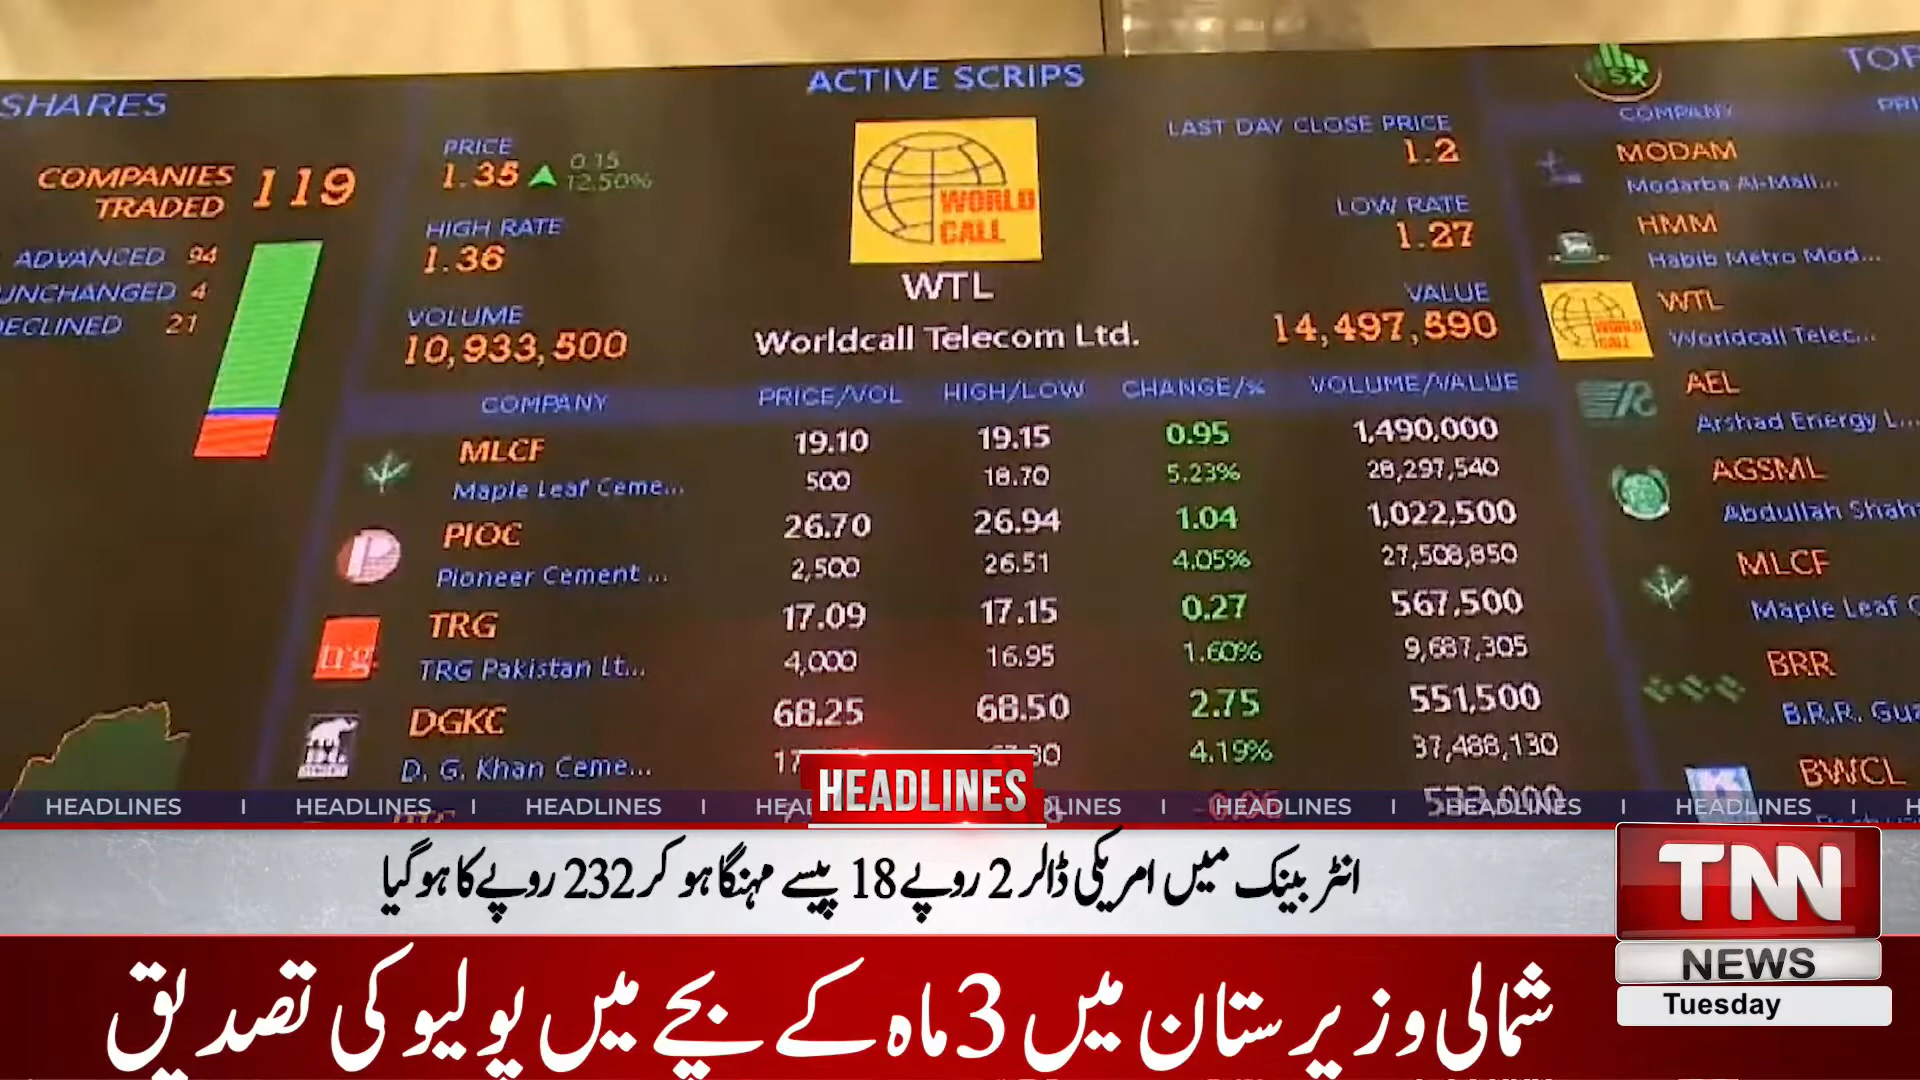 SHARES
COMPANIES TRADED 119
ADVANCED 94
UNCHANGED 4
DECLINED 21
ACTIVE SCRIPS
PRICE
1.35 0.15 12.50%
HIGH RATE
1.36
VOLUME
10,933,500
WORLD CALL
WTL
Worldcall Telecom Ltd.
LAST DAY CLOSE PRICE
1.2
LOW RATE
1.27
VALUE
14,497,590
COMPANY PRICE/VOL HIGH/LOW CHANGE/% VOLUME/VALUE
MLCF 19.10 19.15 0.95 1,490,000
Maple Leaf Ceme... 500 18.70 5.23% 28,297,540
PIOC 26.70 26.94 1.04 1,022,500
Pioneer Cement ... 2,500 26.51 4.05% 27,508,850
TRG 17.09 17.15 0.27 567,500
trg TRG Pakistan Lt... 4,000 16.95 1.60% 9,687,305
DGKC 68.25 68.50 2.75 551,500
D. G. Khan Ceme... 4.19% 37,488,130
COMPANY
MODAM
Modarba Al-Mali...
HMM
Habib Metro Mod...
WORLD CALL
WTL
Worldcall Telec...
AEL
Arshad Energy L...
AGSML
Abdullah Shah
MLCF
Maple Leaf
BRR
B.R.R.
BWCL
HEADLINES I HEADLINES I HEADLINES I HEADLINES I HEADLINES I HEADLINES I HEADLINES I
HEADLINES
انٹر بینک میں امریکی ڈالر 2 روپے 18 پیسے مہنگا ہو کر 232 روپے کا ہوگیا
شمالی وزیرستان میں 3 ماہ کے بچے میں پولیو کی تصدیق
TNN
NEWS
Tuesday